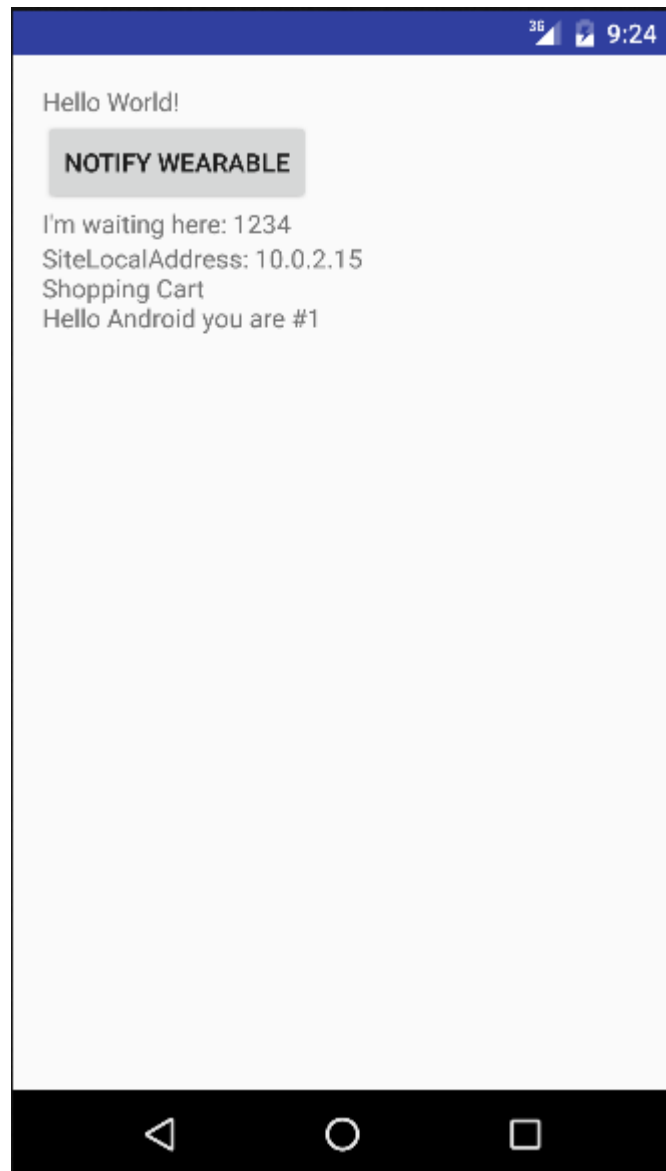 3G 9:24
Hello World!
NOTIFY WEARABLE
I'm waiting here: 1234
SiteLocalAddress: 10.0.2.15
Shopping Cart
Hello Android you are #1